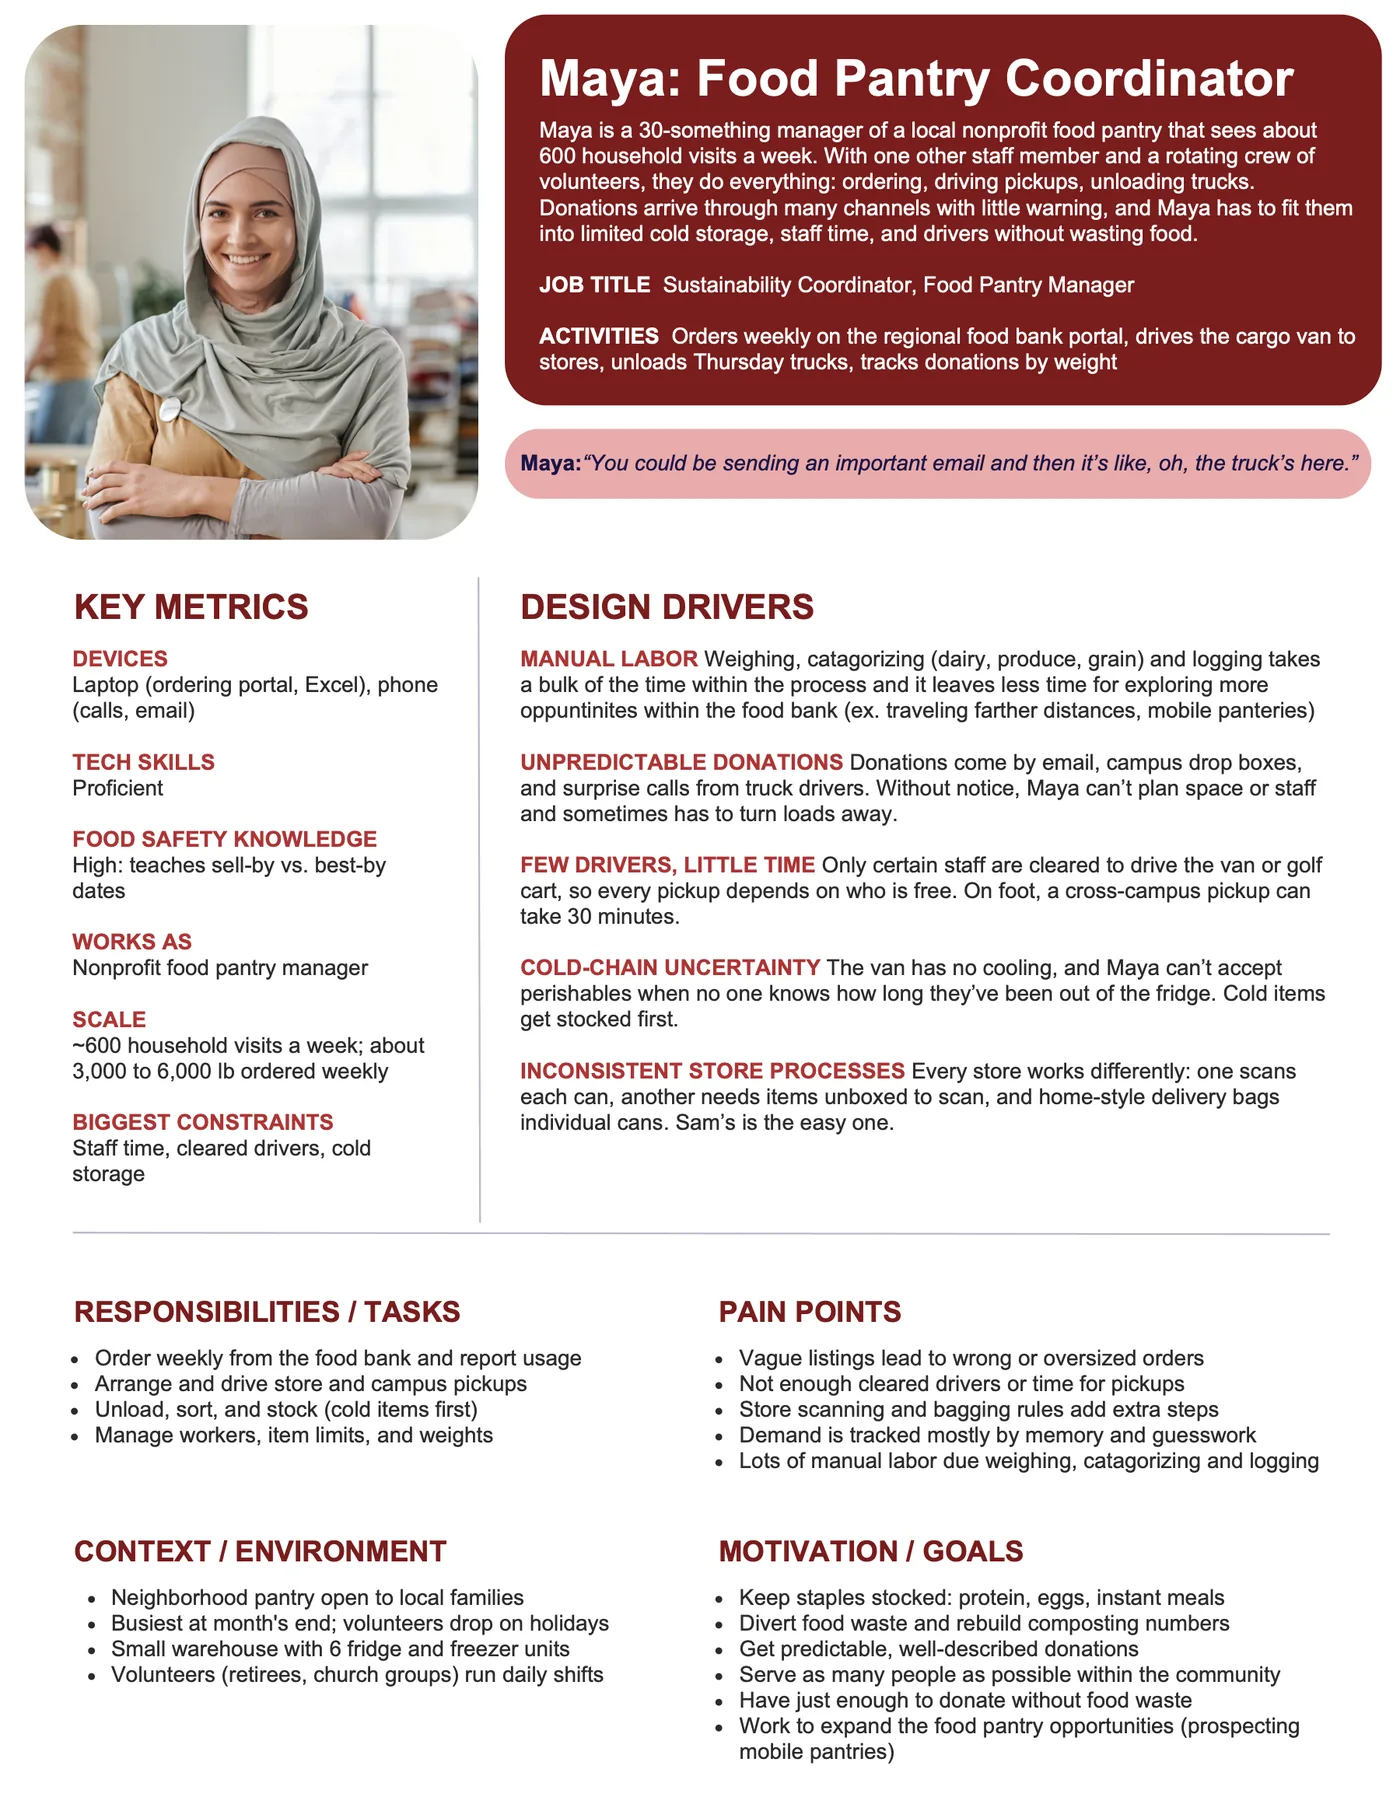 Maya: Food Pantry Coordinator
Maya is a 30-something manager of a local nonprofit food pantry that sees about
600 household visits a week. With one other staff member and a rotating crew of
volunteers, they do everything: ordering, driving pickups, unloading trucks.
Donations arrive through many channels with little warning, and Maya has to fit them
into limited cold storage, staff time, and drivers without wasting food.
JOB TITLE Sustainability Coordinator, Food Pantry Manager
ACTIVITIES Orders weekly on the regional food bank portal, drives the cargo van to
stores, unloads Thursday trucks, tracks donations by weight
Maya:“You could be sending an important email and then it’s like, oh, the truck’s here.”
KEY METRICS
DEVICES
Laptop (ordering portal, Excel), phone
(calls, email)
TECH SKILLS
Proficient
FOOD SAFETY KNOWLEDGE
High: teaches sell-by vs. best-by
dates
WORKS AS
Nonprofit food pantry manager
SCALE
~600 household visits a week; about
3,000 to 6,000 lb ordered weekly
BIGGEST CONSTRAINTS
Staff time, cleared drivers, cold
storage
DESIGN DRIVERS
MANUAL LABOR Weighing, catagorizing (dairy, produce, grain) and logging takes
a bulk of the time within the process and it leaves less time for exploring more
oppuntinites within the food bank (ex. traveling farther distances, mobile panteries)
UNPREDICTABLE DONATIONS Donations come by email, campus drop boxes,
and surprise calls from truck drivers. Without notice, Maya can’t plan space or staff
and sometimes has to turn loads away.
FEW DRIVERS, LITTLE TIME Only certain staff are cleared to drive the van or golf
cart, so every pickup depends on who is free. On foot, a cross-campus pickup can
take 30 minutes.
COLD-CHAIN UNCERTAINTY The van has no cooling, and Maya can’t accept
perishables when no one knows how long they’ve been out of the fridge. Cold items
get stocked first.
INCONSISTENT STORE PROCESSES Every store works differently: one scans
each can, another needs items unboxed to scan, and home-style delivery bags
individual cans. Sam’s is the easy one.
RESPONSIBILITIES / TASKS
• Order weekly from the food bank and report usage
• Arrange and drive store and campus pickups
• Unload, sort, and stock (cold items first)
• Manage workers, item limits, and weights
PAIN POINTS
• Vague listings lead to wrong or oversized orders
• Not enough cleared drivers or time for pickups
• Store scanning and bagging rules add extra steps
• Demand is tracked mostly by memory and guesswork
• Lots of manual labor due weighing, catagorizing and logging
CONTEXT / ENVIRONMENT
• Neighborhood pantry open to local families
• Busiest at month's end; volunteers drop on holidays
• Small warehouse with 6 fridge and freezer units
• Volunteers (retirees, church groups) run daily shifts
MOTIVATION / GOALS
• Keep staples stocked: protein, eggs, instant meals
• Divert food waste and rebuild composting numbers
• Get predictable, well-described donations
• Serve as many people as possible within the community
• Have just enough to donate without food waste
• Work to expand the food pantry opportunities (prospecting
mobile pantries)